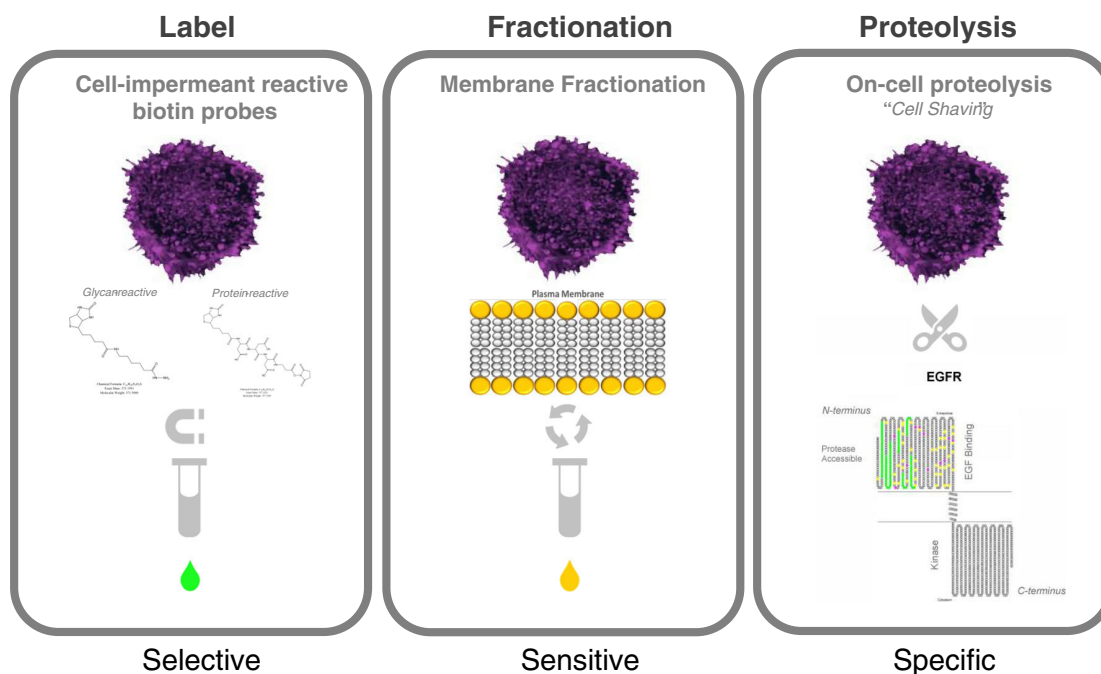 Label
Cell-impermeant reactive
biotin probes
Glycan-reactive
Protein-reactive
Selective
Fractionation
Membrane Fractionation
Plasma Membrane
Sensitive
Proteolysis
On-cell proteolysis
“Cell Shaving”
EGFR
N-terminus
Protease
Accessible
EGF Binding
Kinase
C-terminus
Specific